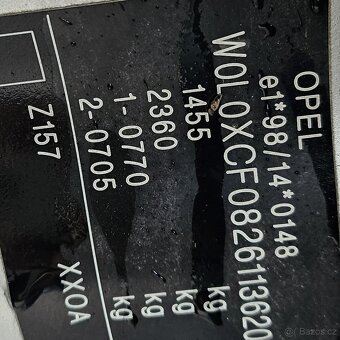 OPEL
e1*98/14*0148
W0L0XCF0826113620
1455 kg
2360 kg
1-0770 kg
2-0705 kg
Z157 XX0A
Bazos.cz